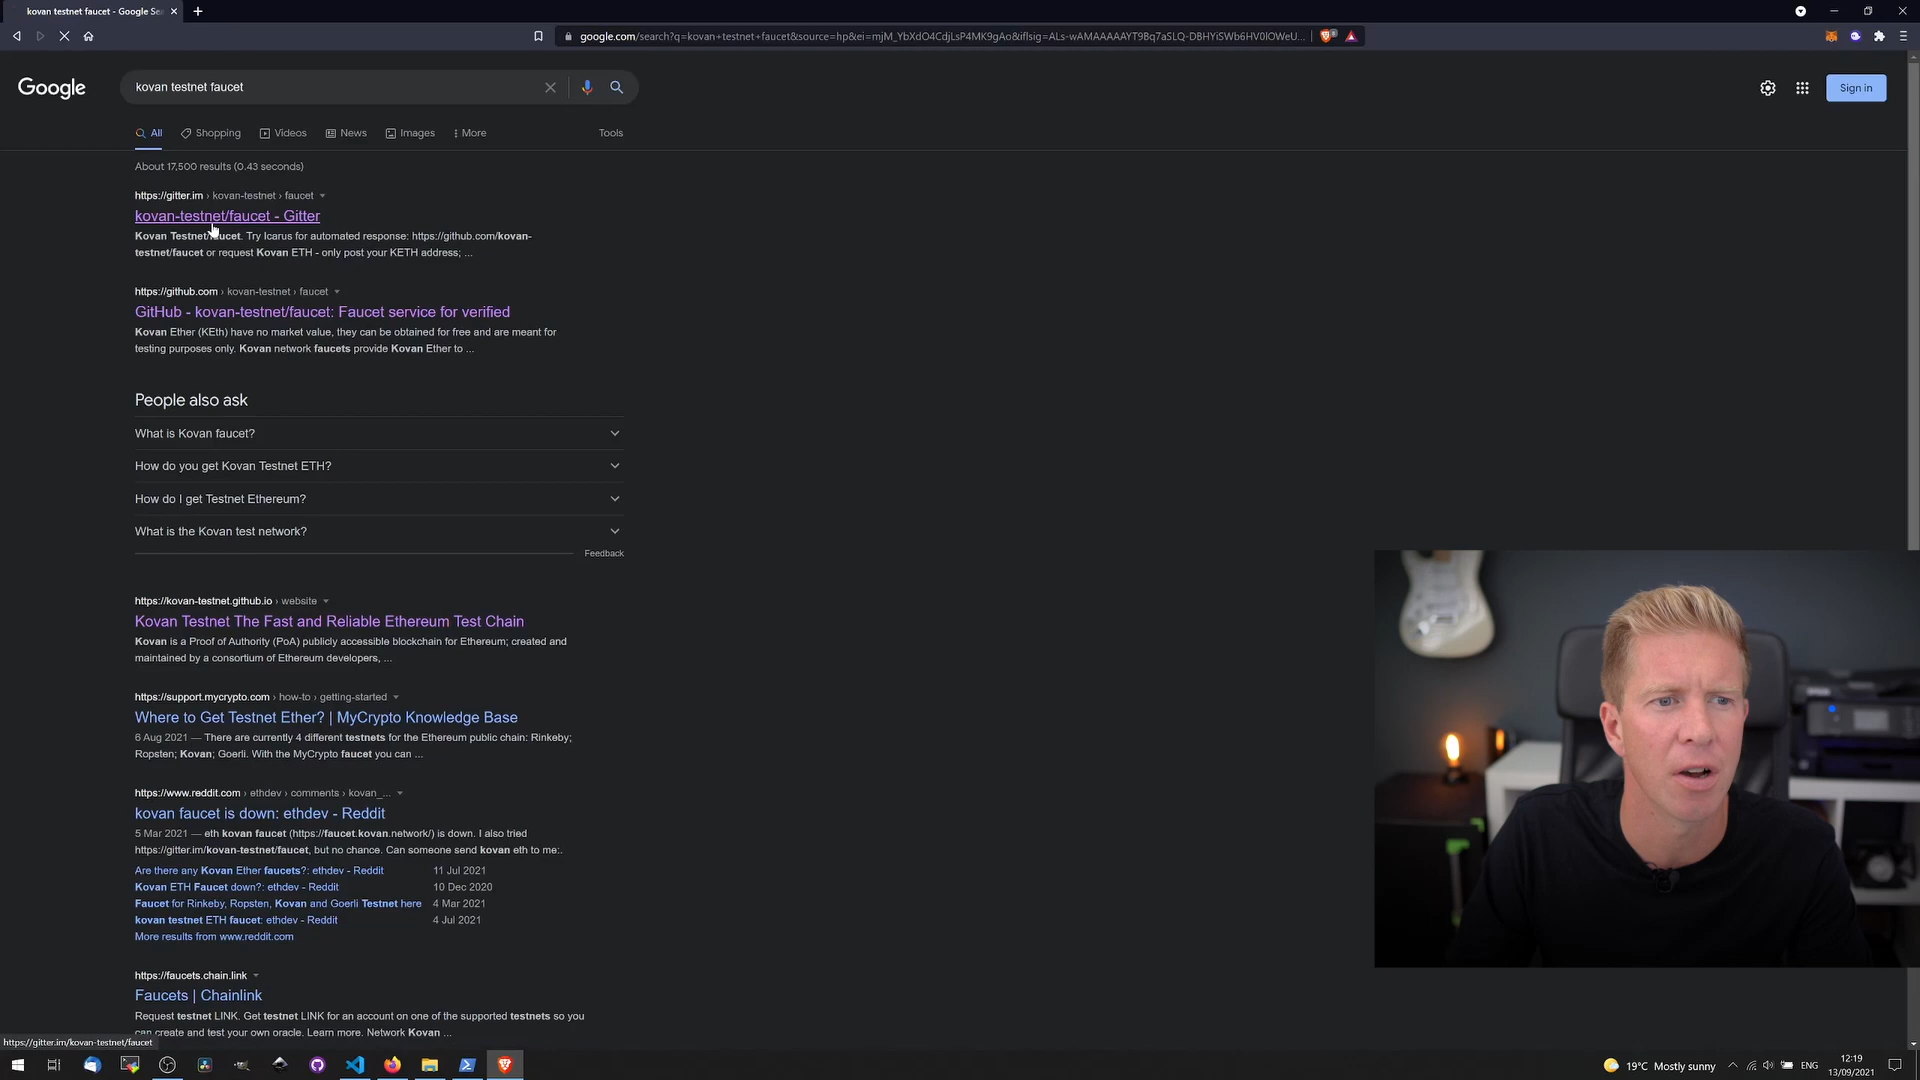 kovan testnet faucet - Google Se
google.com/search?q=kovan+testnet+faucet&source=hp&ei=mjM_YbXdO4CdjLsP4MK9gAo&iflsig=ALs-wAMAAAAAYT9Bq7aSLQ-DBHYiSWb6HV0IOWeU...
Google
kovan testnet faucet
Sign in
All
Shopping
Videos
News
Images
More
Tools
About 17,500 results (0.43 seconds)
https://gitter.im › kovan-testnet › faucet
kovan-testnet/faucet - Gitter
Kovan Testnet/faucet. Try Icarus for automated response: https://github.com/kovan-
testnet/faucet or request Kovan ETH - only post your KETH address; ...
https://github.com › kovan-testnet › faucet
GitHub - kovan-testnet/faucet: Faucet service for verified
Kovan Ether (KEth) have no market value, they can be obtained for free and are meant for
testing purposes only. Kovan network faucets provide Kovan Ether to ...
People also ask
What is Kovan faucet?
How do you get Kovan Testnet ETH?
How do I get Testnet Ethereum?
What is the Kovan test network?
Feedback
https://kovan-testnet.github.io › website
Kovan Testnet The Fast and Reliable Ethereum Test Chain
Kovan is a Proof of Authority (PoA) publicly accessible blockchain for Ethereum; created and
maintained by a consortium of Ethereum developers, ...
https://support.mycrypto.com › how-to › getting-started
Where to Get Testnet Ether? | MyCrypto Knowledge Base
6 Aug 2021 — There are currently 4 different testnets for the Ethereum public chain: Rinkeby;
Ropsten; Kovan; Goerli. With the MyCrypto faucet you can ...
https://www.reddit.com › ethdev › comments › kovan_...
kovan faucet is down: ethdev - Reddit
5 Mar 2021 — eth kovan faucet (https://faucet.kovan.network/) is down. I also tried
https://gitter.im/kovan-testnet/faucet, but no chance. Can someone send kovan eth to me:.
Are there any Kovan Ether faucets?: ethdev - Reddit 11 Jul 2021
Kovan ETH Faucet down?: ethdev - Reddit 10 Dec 2020
Faucet for Rinkeby, Ropsten, Kovan and Goerli Testnet here 4 Mar 2021
kovan testnet ETH faucet: ethdev - Reddit 4 Jul 2021
More results from www.reddit.com
https://faucets.chain.link
Faucets | Chainlink
Request testnet LINK. Get testnet LINK for an account on one of the supported testnets so you
can create and test your own oracle. Learn more. Network Kovan ...
https://gitter.im/kovan-testnet/faucet
19°C Mostly sunny
ENG
12:19
13/09/2021